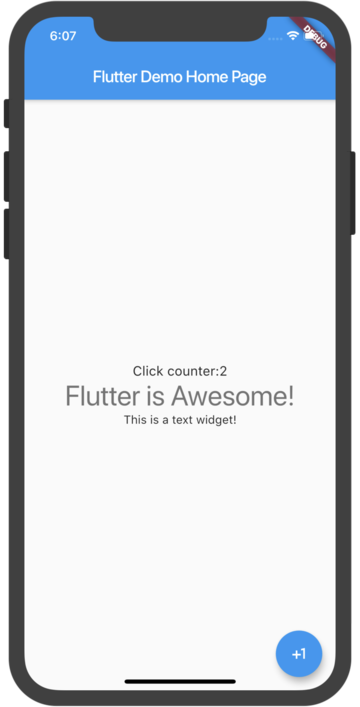 6:07
DEBUG
Flutter Demo Home Page
Click counter:2
Flutter is Awesome!
This is a text widget!
+1